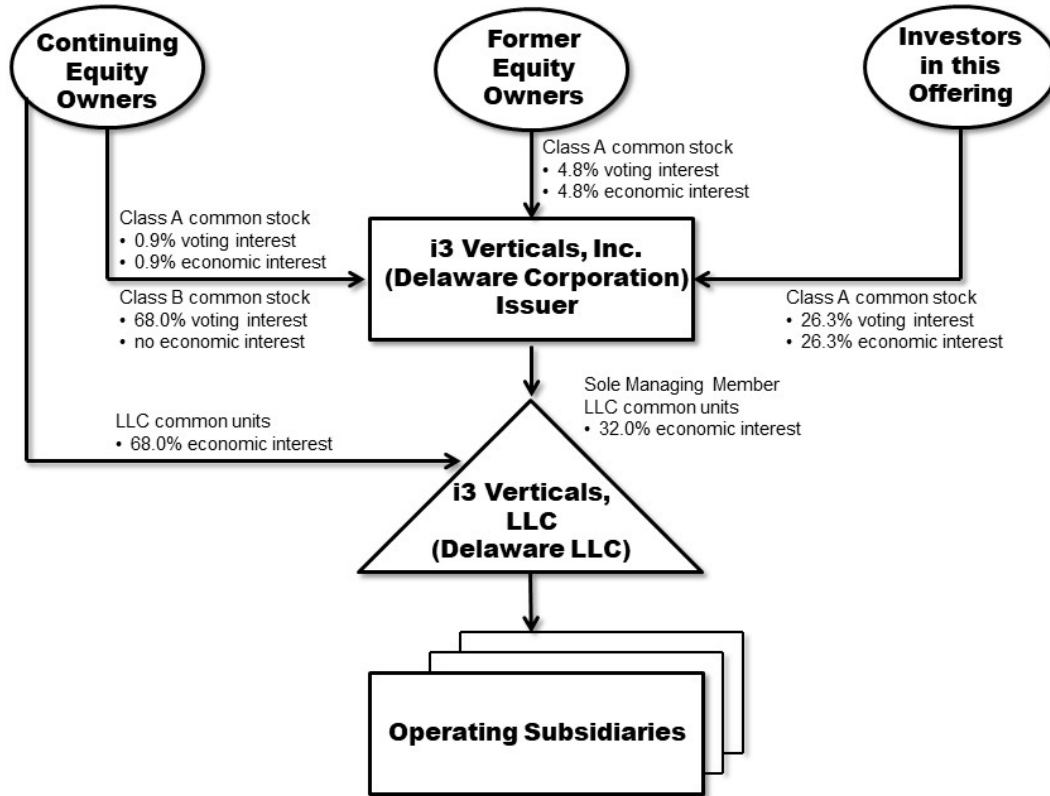 Continuing
Equity
Owners
Former
Equity
Owners
Investors
in this
Offering
Class A common stock
• 4.8% voting interest
• 4.8% economic interest
Class A common stock
• 0.9% voting interest
• 0.9% economic interest
Class B common stock
• 68.0% voting interest
• no economic interest
i3 Verticals, Inc.
(Delaware Corporation)
Issuer
Class A common stock
• 26.3% voting interest
• 26.3% economic interest
LLC common units
• 68.0% economic interest
Sole Managing Member
LLC common units
• 32.0% economic interest
i3 Verticals,
LLC
(Delaware LLC)
Operating Subsidiaries